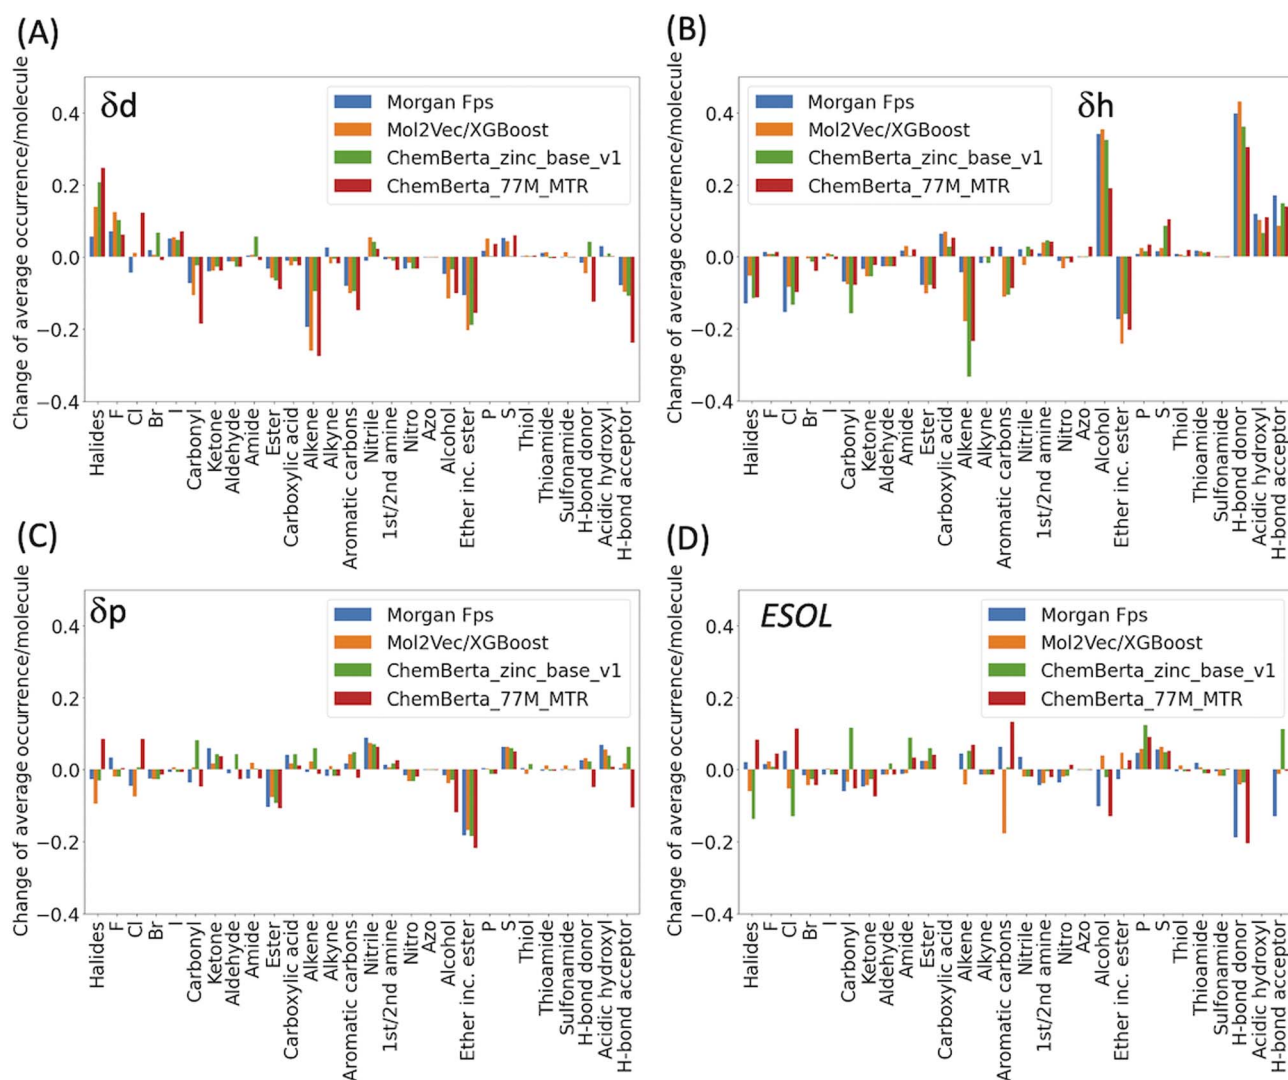 (A)
Change of average occurrence/molecule
0.4
0.2
0.0
−0.2
−0.4
δd
Morgan Fps
Mol2Vec/XGBoost
ChemBerta_zinc_base_v1
ChemBerta_77M_MTR
Halides
F
Cl
Br
I
Carbonyl
Ketone
Aldehyde
Amide
Ester
Carboxylic acid
Alkene
Alkyne
Aromatic carbons
Nitrile
1st/2nd amine
Nitro
Azo
Alcohol
Ether inc. ester
P
S
Thiol
Thioamide
Sulfonamide
H-bond donor
Acidic hydroxyl
H-bond acceptor
(B)
Change of average occurrence/molecule
0.4
0.2
0.0
−0.2
−0.4
Morgan Fps
Mol2Vec/XGBoost
ChemBerta_zinc_base_v1
ChemBerta_77M_MTR
δh
Halides
F
Cl
Br
I
Carbonyl
Ketone
Aldehyde
Amide
Ester
Carboxylic acid
Alkene
Alkyne
Aromatic carbons
Nitrile
1st/2nd amine
Nitro
Azo
Alcohol
Ether inc. ester
P
S
Thiol
Thioamide
Sulfonamide
H-bond donor
Acidic hydroxyl
H-bond acceptor
(C)
Change of average occurrence/molecule
0.4
0.2
0.0
−0.2
−0.4
δp
Morgan Fps
Mol2Vec/XGBoost
ChemBerta_zinc_base_v1
ChemBerta_77M_MTR
Halides
F
Cl
Br
I
Carbonyl
Ketone
Aldehyde
Amide
Ester
Carboxylic acid
Alkene
Alkyne
Aromatic carbons
Nitrile
1st/2nd amine
Nitro
Azo
Alcohol
Ether inc. ester
P
S
Thiol
Thioamide
Sulfonamide
H-bond donor
Acidic hydroxyl
H-bond acceptor
(D)
Change of average occurrence/molecule
0.4
0.2
0.0
−0.2
−0.4
ESOL
Morgan Fps
Mol2Vec/XGBoost
ChemBerta_zinc_base_v1
ChemBerta_77M_MTR
Halides
F
Cl
Br
I
Carbonyl
Ketone
Aldehyde
Amide
Ester
Carboxylic acid
Alkene
Alkyne
Aromatic carbons
Nitrile
1st/2nd amine
Nitro
Azo
Alcohol
Ether inc. ester
P
S
Thiol
Thioamide
Sulfonamide
H-bond donor
Acidic hydroxyl
H-bond acceptor